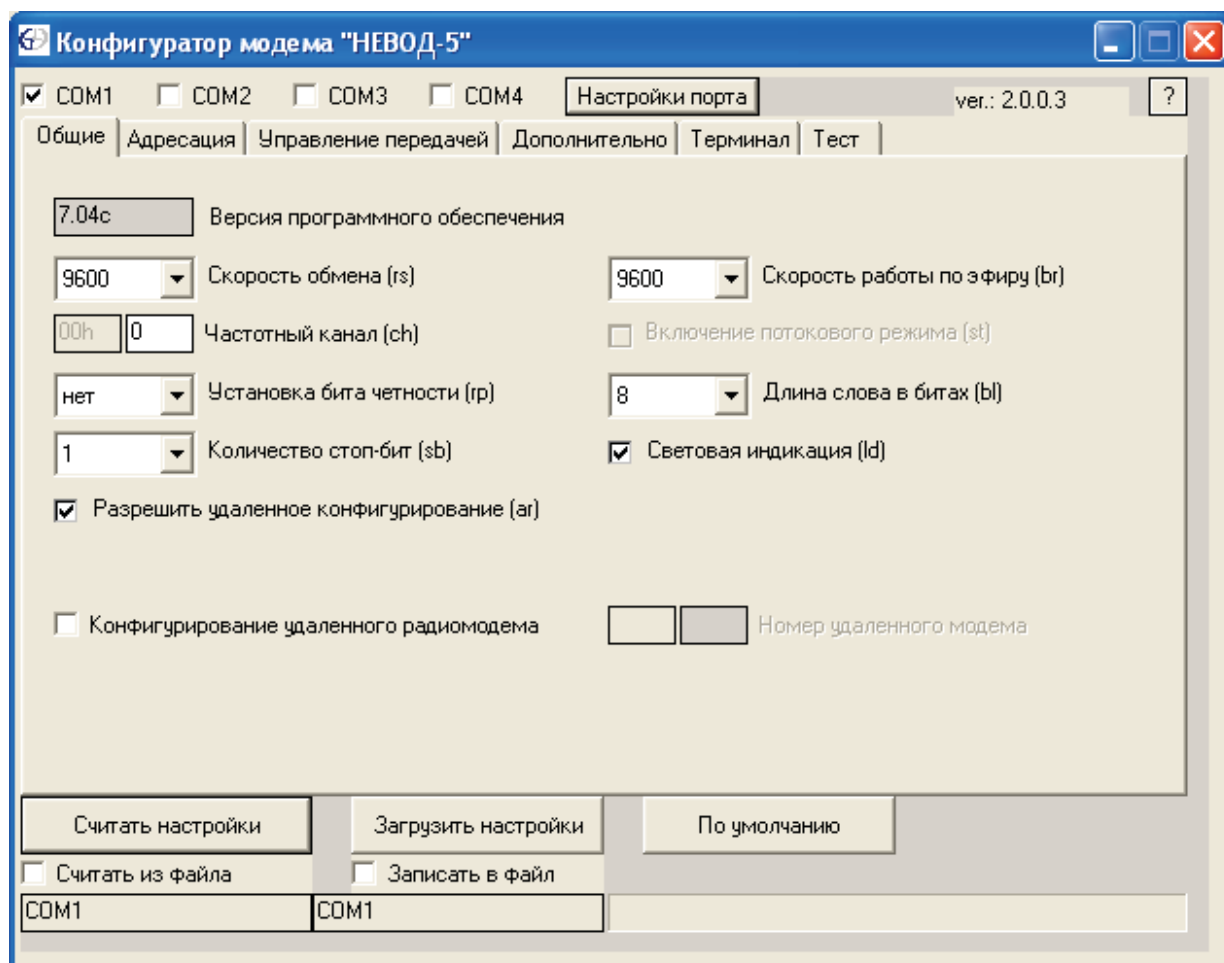 Конфигуратор модема "НЕВОД-5"
COM1 COM2 COM3 COM4 Настройки порта ver.: 2.0.0.3 ?
Общие Адресация Управление передачей Дополнительно Терминал Тест
7.04c Версия программного обеспечения
9600 Скорость обмена (rs) 9600 Скорость работы по эфиру (br)
00h 0 Частотный канал (ch) Включение потокового режима (st)
нет Установка бита четности (rp) 8 Длина слова в битах (bl)
1 Количество стоп-бит (sb) Световая индикация (ld)
Разрешить удаленное конфигурирование (ar)
Конфигурирование удаленного радиомодема Номер удаленного модема
Считать настройки Загрузить настройки По умолчанию
Считать из файла Записать в файл
COM1 COM1